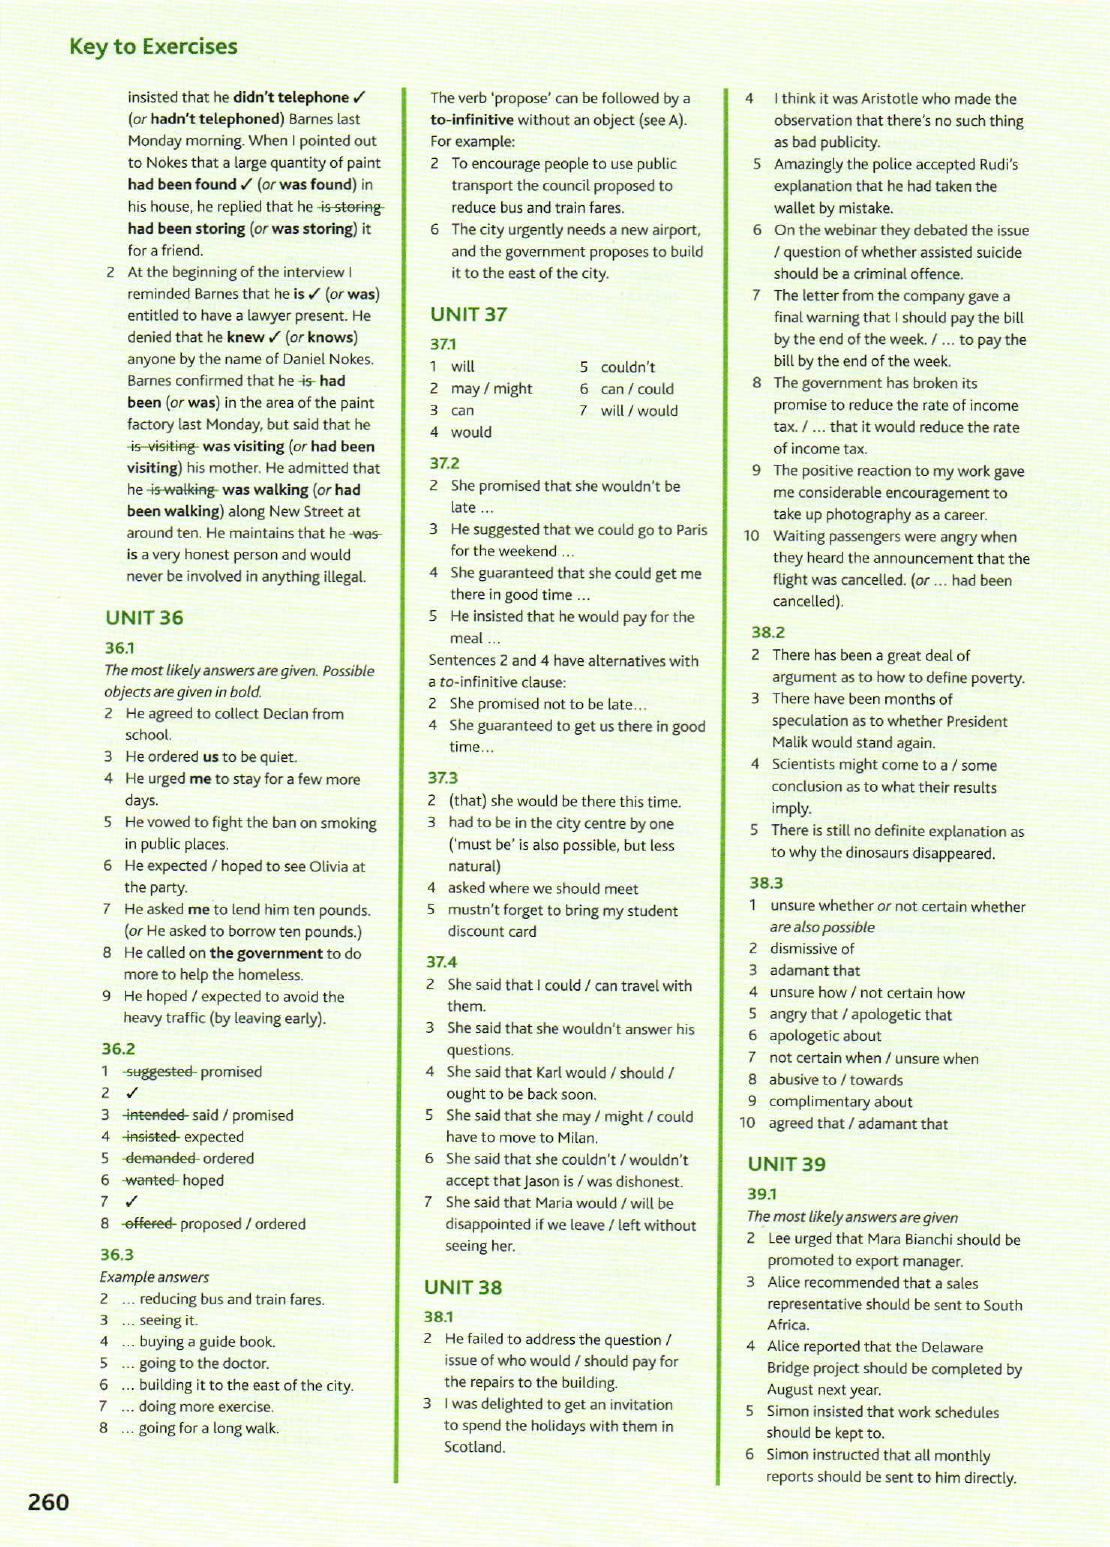 Key to Exercises
insisted that he didn't telephone ✓
(or hadn't telephoned) Barnes last
Monday morning. When I pointed out
to Nokes that a large quantity of paint
had been found ✓ (or was found) in
his house, he replied that he is storing
had been storing (or was storing) it
for a friend.
2 At the beginning of the interview I
reminded Barnes that he is ✓ (or was)
entitled to have a lawyer present. He
denied that he knew ✓ (or knows)
anyone by the name of Daniel Nokes.
Barnes confirmed that he is had
been (or was) in the area of the paint
factory last Monday, but said that he
is visiting was visiting (or had been
visiting) his mother. He admitted that
he is walking was walking (or had
been walking) along New Street at
around ten. He maintains that he was
is a very honest person and would
never be involved in anything illegal.
UNIT 36
36.1
The most likely answers are given. Possible
objects are given in bold.
2 He agreed to collect Declan from
school.
3 He ordered us to be quiet.
4 He urged me to stay for a few more
days.
5 He vowed to fight the ban on smoking
in public places.
6 He expected / hoped to see Olivia at
the party.
7 He asked me to lend him ten pounds.
(or He asked to borrow ten pounds.)
8 He called on the government to do
more to help the homeless.
9 He hoped / expected to avoid the
heavy traffic (by leaving early).
36.2
1 suggested promised
2 ✓
3 intended said / promised
4 insisted expected
5 demanded ordered
6 wanted hoped
7 ✓
8 offered proposed / ordered
36.3
Example answers
2 ... reducing bus and train fares.
3 ... seeing it.
4 ... buying a guide book.
5 ... going to the doctor.
6 ... building it to the east of the city.
7 ... doing more exercise.
8 ... going for a long walk.
The verb 'propose' can be followed by a
to-infinitive without an object (see A).
For example:
2 To encourage people to use public
transport the council proposed to
reduce bus and train fares.
6 The city urgently needs a new airport,
and the government proposes to build
it to the east of the city.
UNIT 37
37.1
1 will 5 couldn't
2 may / might 6 can / could
3 can 7 will / would
4 would
37.2
2 She promised that she wouldn't be
late ...
3 He suggested that we could go to Paris
for the weekend ...
4 She guaranteed that she could get me
there in good time ...
5 He insisted that he would pay for the
meal ...
Sentences 2 and 4 have alternatives with
a to-infinitive clause:
2 She promised not to be late...
4 She guaranteed to get us there in good
time...
37.3
2 (that) she would be there this time.
3 had to be in the city centre by one
('must be' is also possible, but less
natural)
4 asked where we should meet
5 mustn't forget to bring my student
discount card
37.4
2 She said that I could / can travel with
them.
3 She said that she wouldn't answer his
questions.
4 She said that Karl would / should /
ought to be back soon.
5 She said that she may / might / could
have to move to Milan.
6 She said that she couldn't / wouldn't
accept that Jason is / was dishonest.
7 She said that Maria would / will be
disappointed if we leave / left without
seeing her.
UNIT 38
38.1
2 He failed to address the question /
issue of who would / should pay for
the repairs to the building.
3 I was delighted to get an invitation
to spend the holidays with them in
Scotland.
4 I think it was Aristotle who made the
observation that there's no such thing
as bad publicity.
5 Amazingly the police accepted Rudi's
explanation that he had taken the
wallet by mistake.
6 On the webinar they debated the issue
/ question of whether assisted suicide
should be a criminal offence.
7 The letter from the company gave a
final warning that I should pay the bill
by the end of the week. / ... to pay the
bill by the end of the week.
8 The government has broken its
promise to reduce the rate of income
tax. / ... that it would reduce the rate
of income tax.
9 The positive reaction to my work gave
me considerable encouragement to
take up photography as a career.
10 Waiting passengers were angry when
they heard the announcement that the
flight was cancelled. (or ... had been
cancelled).
38.2
2 There has been a great deal of
argument as to how to define poverty.
3 There have been months of
speculation as to whether President
Malik would stand again.
4 Scientists might come to a / some
conclusion as to what their results
imply.
5 There is still no definite explanation as
to why the dinosaurs disappeared.
38.3
1 unsure whether or not certain whether
are also possible
2 dismissive of
3 adamant that
4 unsure how / not certain how
5 angry that / apologetic that
6 apologetic about
7 not certain when / unsure when
8 abusive to / towards
9 complimentary about
10 agreed that / adamant that
UNIT 39
39.1
The most likely answers are given
2 Lee urged that Mara Bianchi should be
promoted to export manager.
3 Alice recommended that a sales
representative should be sent to South
Africa.
4 Alice reported that the Delaware
Bridge project should be completed by
August next year.
5 Simon insisted that work schedules
should be kept to.
6 Simon instructed that all monthly
reports should be sent to him directly.
260